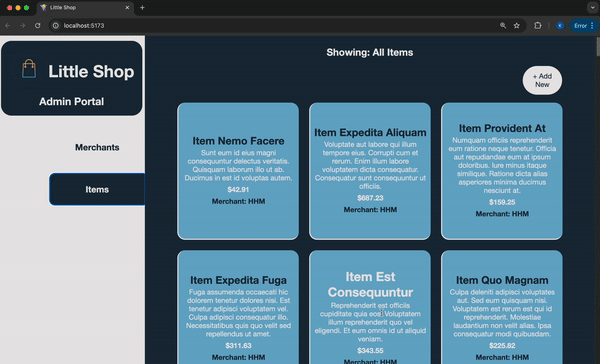 Little Shop
localhost:5173
Error
Little Shop
Admin Portal
Merchants
Items
Showing: All Items
+ Add
New
Item Nemo Facere
Sunt eum id eius magni
consequuntur delectus veritatis.
Quisquam laborum illo ut ab.
Ducimus in est id voluptas autem.
$42.91
Merchant: HHM
Item Expedita Aliquam
Voluptate aut labore qui illum
tempore eius. Corrupti cum et
rerum. Enim illum labore
voluptatem dicta consequatur.
Consequatur sunt consequuntur ut
officiis.
$687.23
Merchant: HHM
Item Provident At
Numquam officiis reprehenderit
eum ratione neque tenetur. Officia
aut repudiandae eum at ipsum
doloribus. Iure minus itaque
similique. Ratione dicta alias
asperiores minima ducimus
nesciunt at.
$159.25
Merchant: HHM
Item Expedita Fuga
Fuga assumenda occaecati hic
dolorem tenetur dolores nisi. Est
tenetur adipisci voluptatem vel.
Culpa adipisci consequatur illo.
Necessitatibus quis quo velit sed
repellendus ut amet.
$311.63
Merchant: HHM
Item Est
Consequuntur
Reprehenderit est officiis
cupiditate quia eos. Voluptatem
illum reprehenderit quo vel
eligendi. Et eum omnis id ut aliquid
veniam.
$343.55
Merchant: HHM
Item Quo Magnam
Culpa deleniti adipisci voluptates
aut. Sed eum quisquam nisi.
Voluptatem est rerum est qui id
reprehenderit. Molestiae
laudantium non velit alias. Ipsa
consequatur modi quibusdam.
$225.82
Merchant: HHM